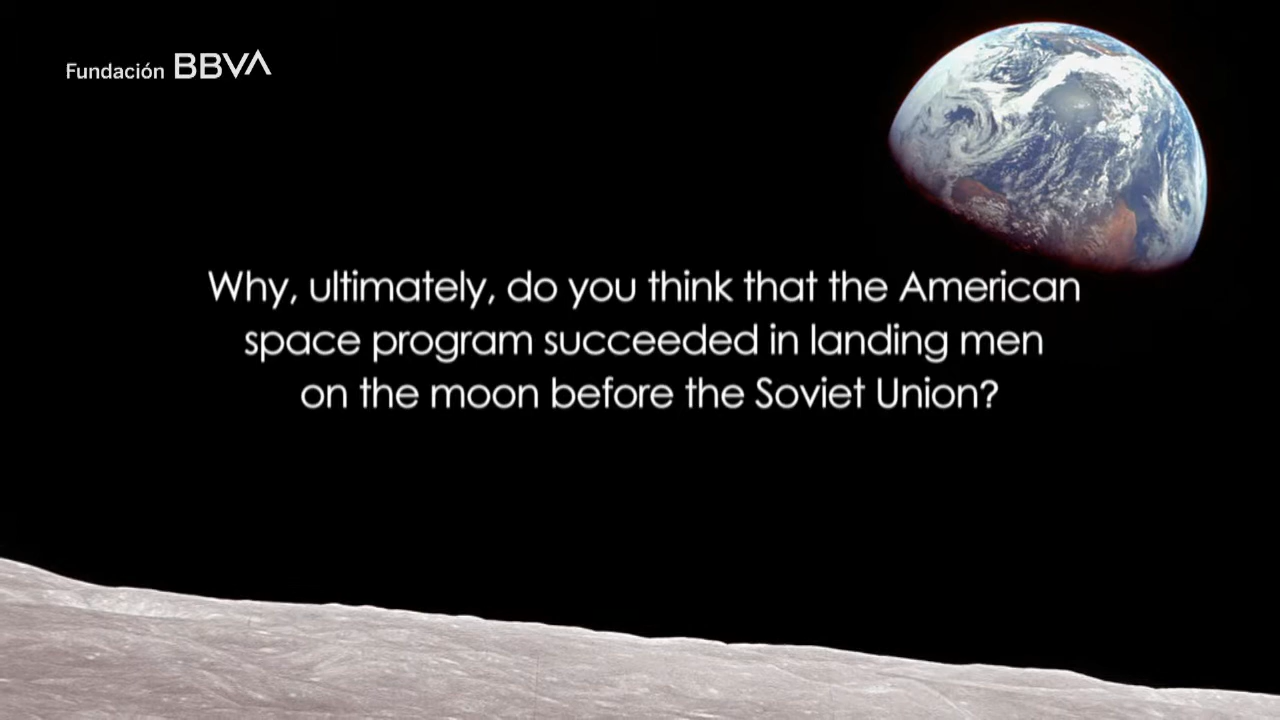 Fundación BBVA
Why, ultimately, do you think that the American
space program succeeded in landing men
on the moon before the Soviet Union?